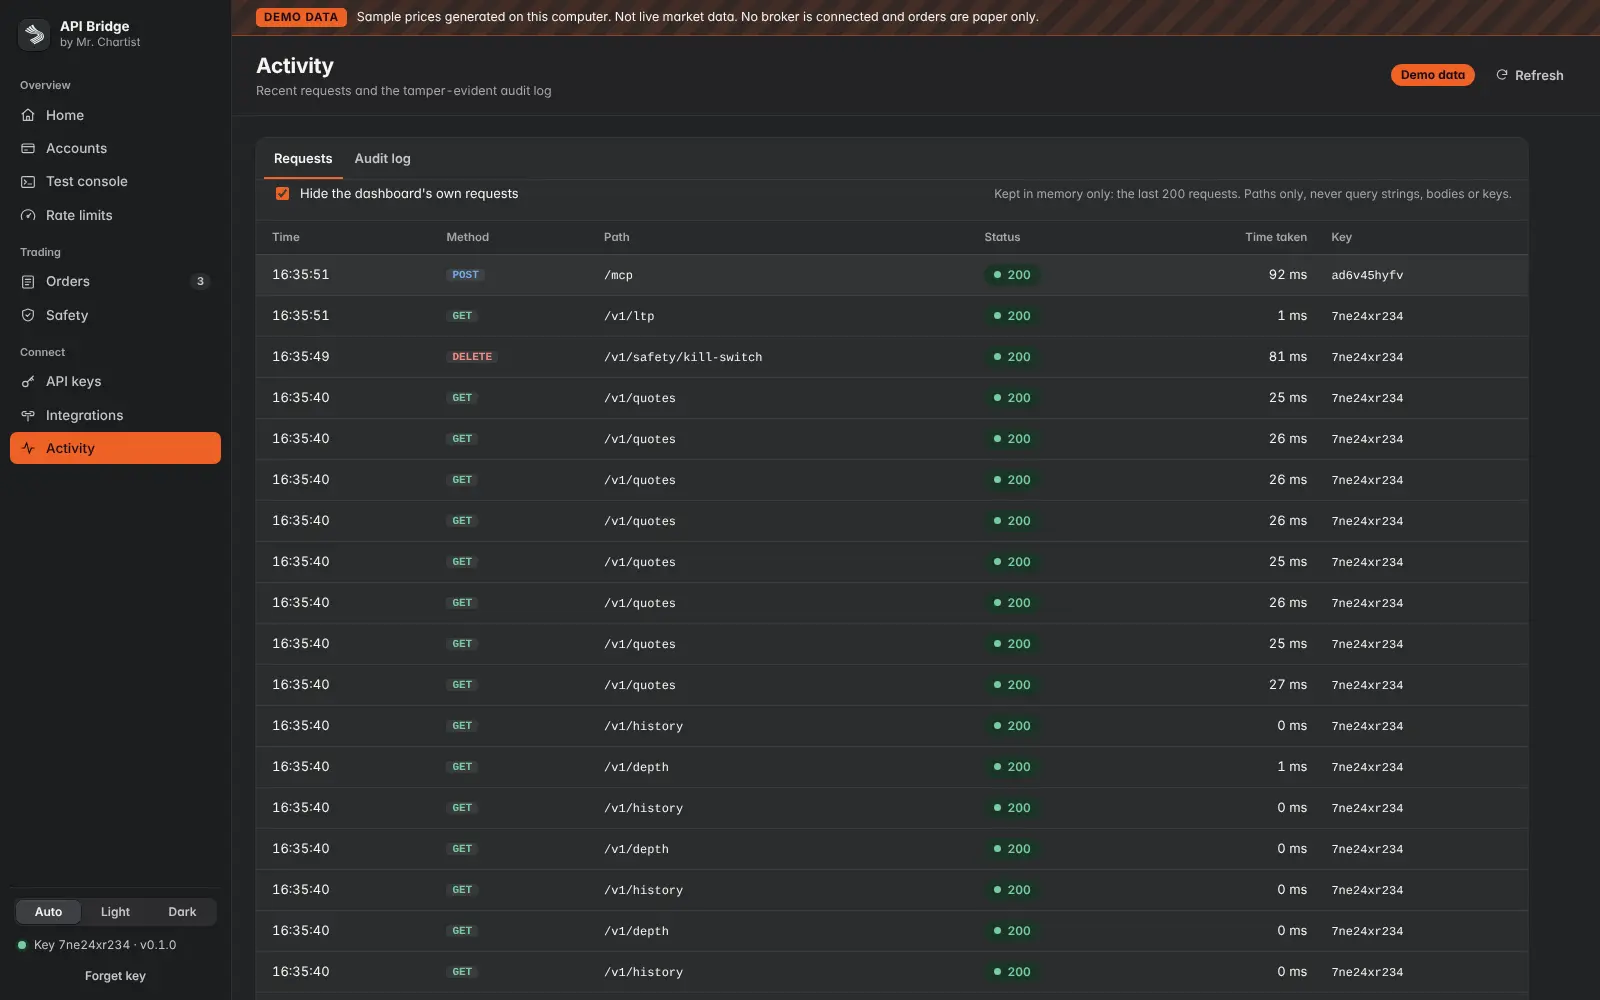 API Bridge
by Mr. Chartist
Overview
Home
Accounts
Test console
Rate limits
Trading
Orders 3
Safety
Connect
API keys
Integrations
Activity
Auto Light Dark
Key 7ne24xr234 · v0.1.0
Forget key
DEMO DATA Sample prices generated on this computer. Not live market data. No broker is connected and orders are paper only.
Activity
Recent requests and the tamper-evident audit log
Demo data Refresh
Requests Audit log
Hide the dashboard's own requests Kept in memory only: the last 200 requests. Paths only, never query strings, bodies or keys.
Time Method Path Status Time taken Key
16:35:51 POST /mcp 200 92 ms ad6v45hyfv
16:35:51 GET /v1/ltp 200 1 ms 7ne24xr234
16:35:49 DELETE /v1/safety/kill-switch 200 81 ms 7ne24xr234
16:35:40 GET /v1/quotes 200 25 ms 7ne24xr234
16:35:40 GET /v1/quotes 200 26 ms 7ne24xr234
16:35:40 GET /v1/quotes 200 26 ms 7ne24xr234
16:35:40 GET /v1/quotes 200 26 ms 7ne24xr234
16:35:40 GET /v1/quotes 200 25 ms 7ne24xr234
16:35:40 GET /v1/quotes 200 26 ms 7ne24xr234
16:35:40 GET /v1/quotes 200 25 ms 7ne24xr234
16:35:40 GET /v1/quotes 200 27 ms 7ne24xr234
16:35:40 GET /v1/history 200 0 ms 7ne24xr234
16:35:40 GET /v1/depth 200 1 ms 7ne24xr234
16:35:40 GET /v1/history 200 0 ms 7ne24xr234
16:35:40 GET /v1/depth 200 0 ms 7ne24xr234
16:35:40 GET /v1/history 200 0 ms 7ne24xr234
16:35:40 GET /v1/depth 200 0 ms 7ne24xr234
16:35:40 GET /v1/history 200 0 ms 7ne24xr234